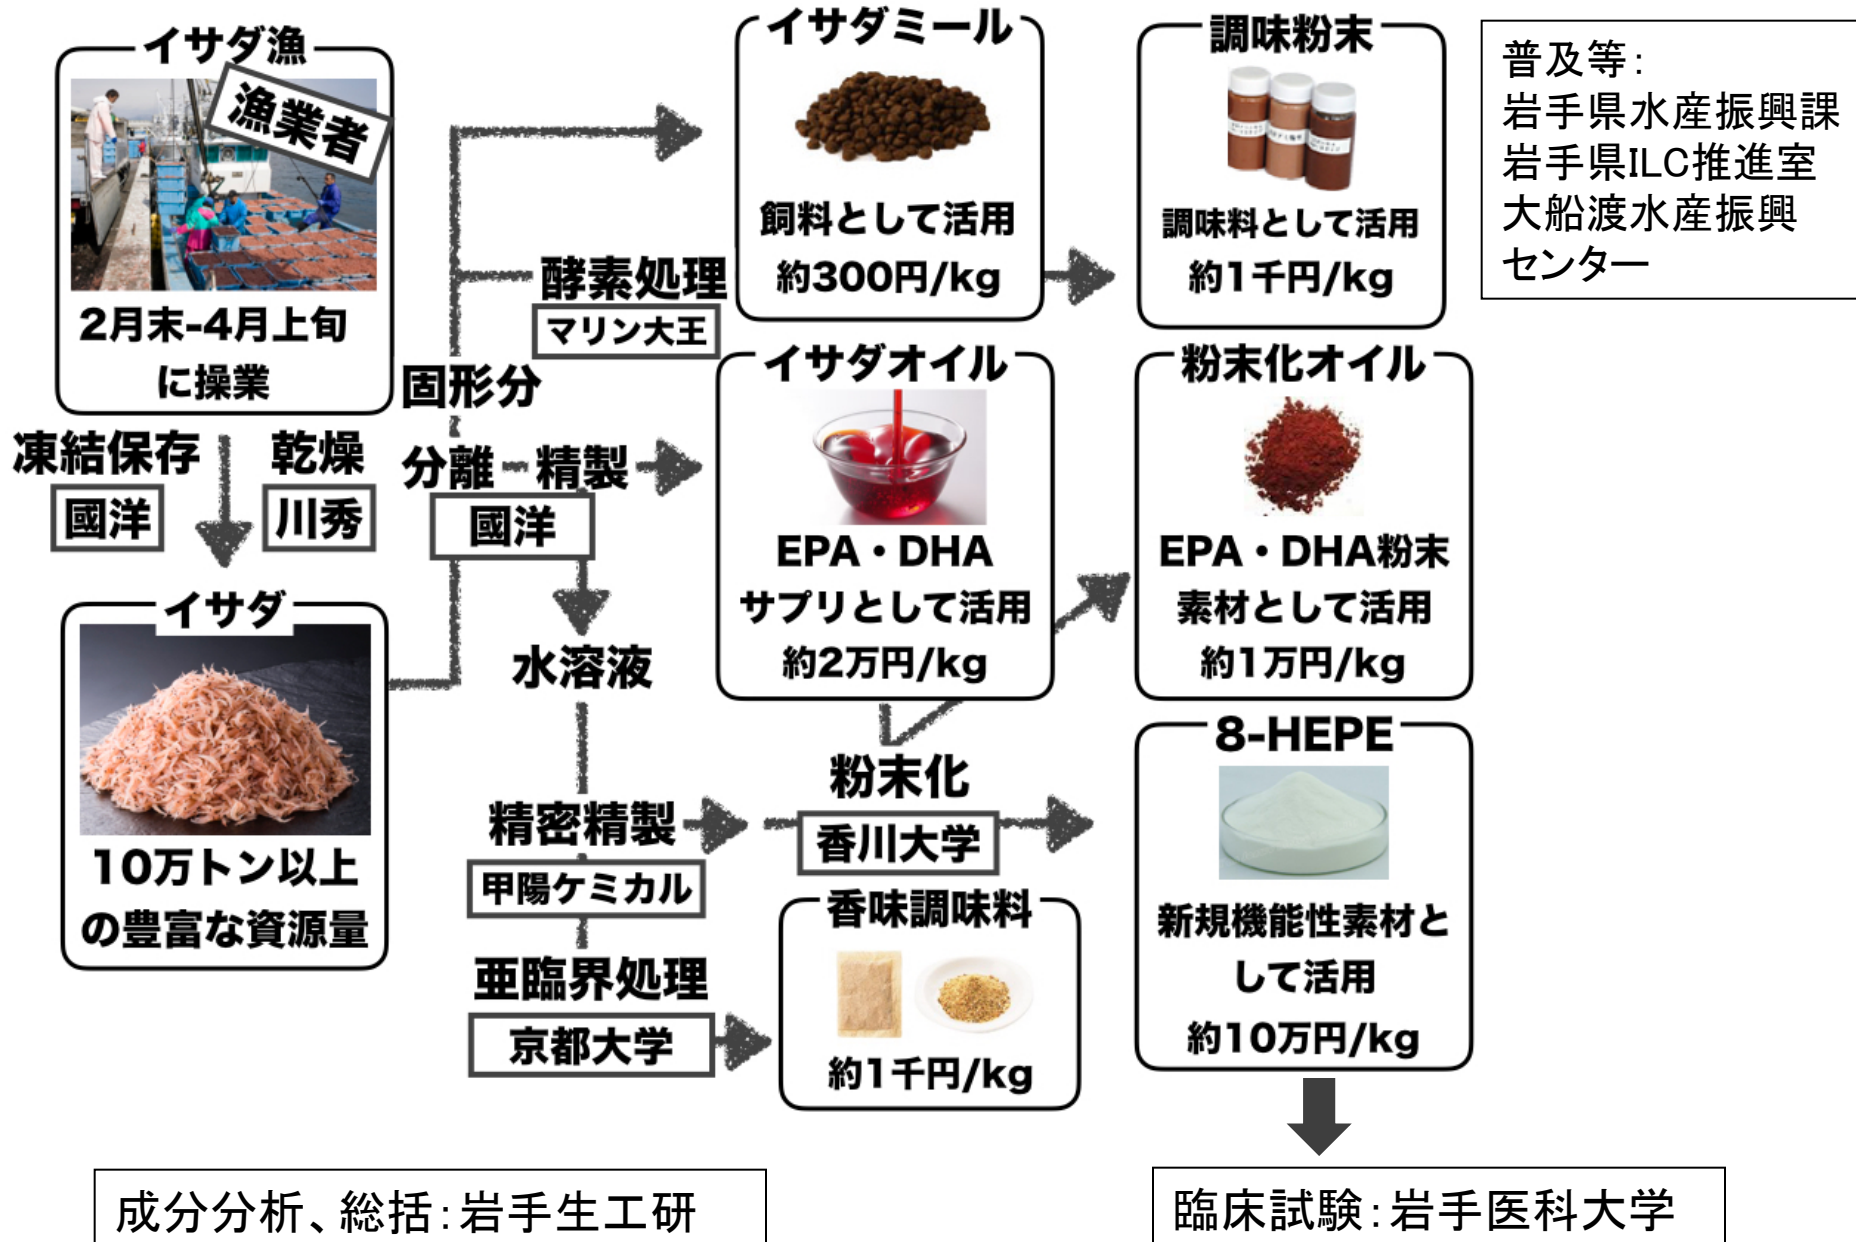 イサダ漁
漁業者
2月末-4月上旬
に操業
凍結保存
國洋
乾燥
川秀
イサダ
10万トン以上
の豊富な資源量
固形分
分離
精製
國洋
酵素処理
マリン大王
水溶液
精密精製
甲陽ケミカル
亜臨界処理
京都大学
イサダミール
飼料として活用
約300円/kg
調味粉末
調味料として活用
約1千円/kg
イサダオイル
EPA・DHA
サプリとして活用
約2万円/kg
粉末化オイル
EPA・DHA粉末
素材として活用
約1万円/kg
粉末化
香川大学
香味調味料
約1千円/kg
8-HEPE
新規機能性素材と
して活用
約10万円/kg
普及等：
岩手県水産振興課
岩手県ILC推進室
大船渡水産振興
センター
成分分析、総括：岩手生工研
臨床試験：岩手医科大学